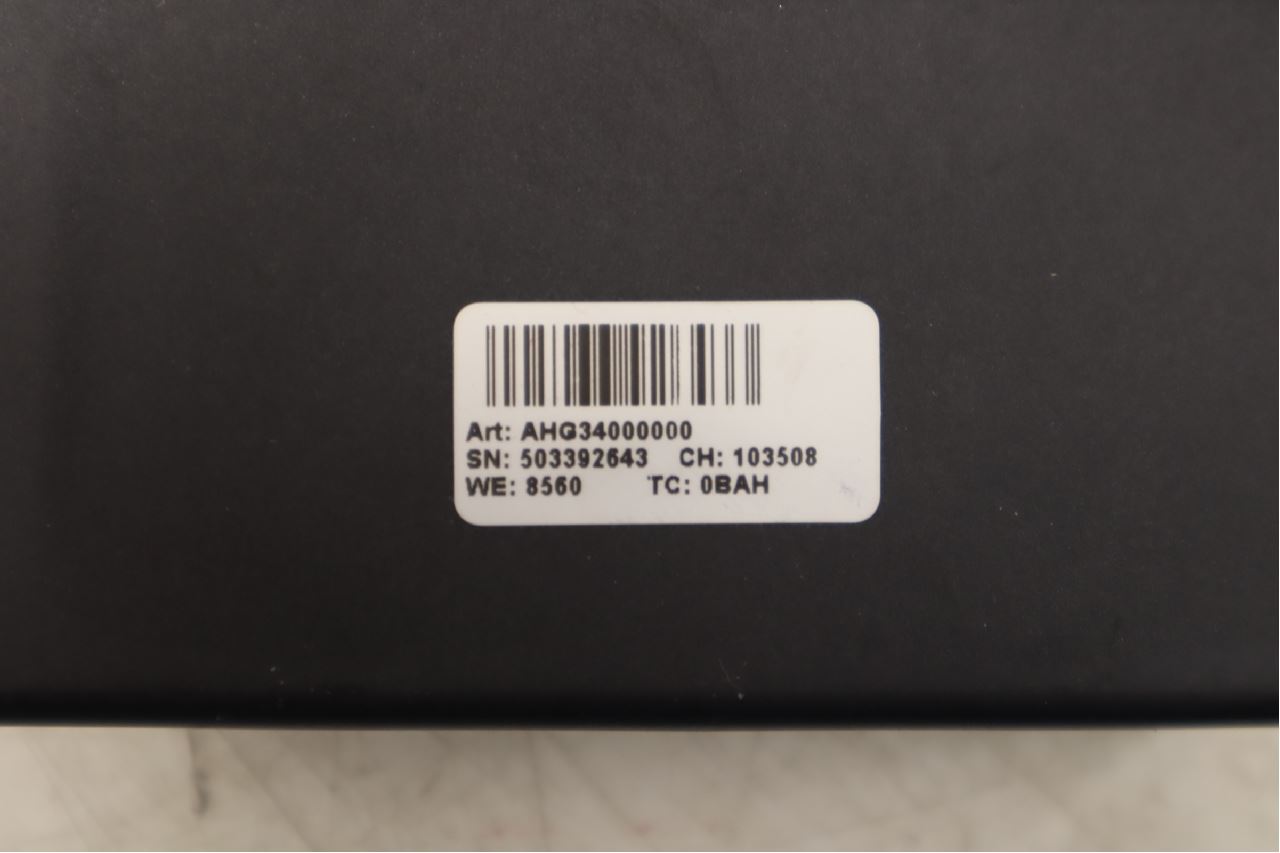 Art: AHG34000000
SN: 503392643 CH: 103508
WE: 8560 TC: 0BAH